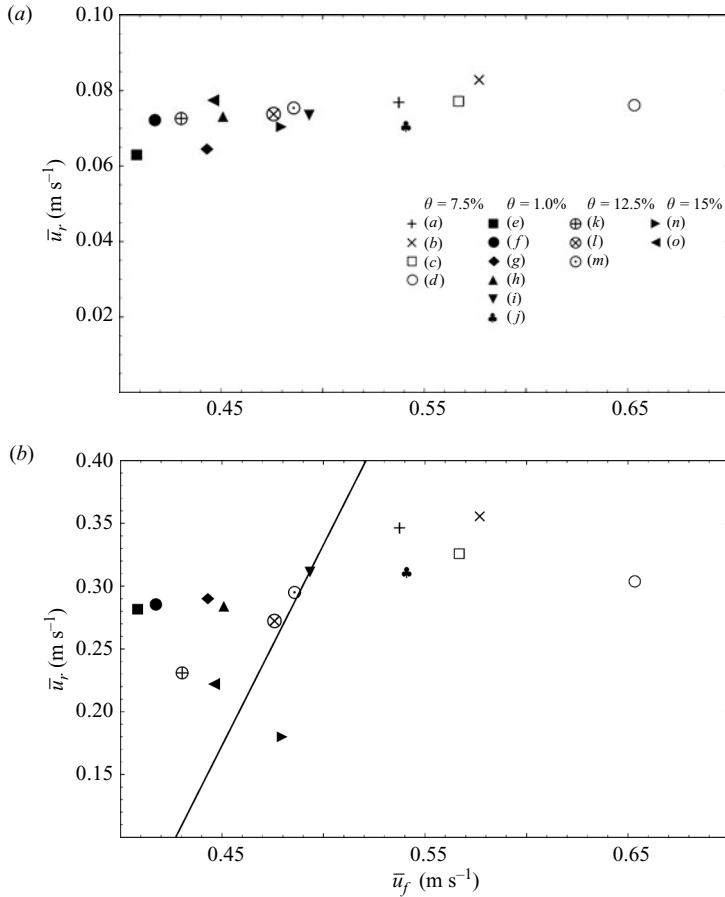 (a)
0.10
0.08
0.06
0.04
0.02
ū_r (m s⁻¹)
θ = 7.5% θ = 1.0% θ = 12.5% θ = 15%
(a) (e) (k) (n)
(b) (f) (l) (o)
(c) (g) (m)
(d) (h)
(i)
(j)
0.45 0.55 0.65
(b)
0.40
0.35
0.30
0.25
0.20
0.15
ū_r (m s⁻¹)
0.45 0.55 0.65
ū_f (m s⁻¹)